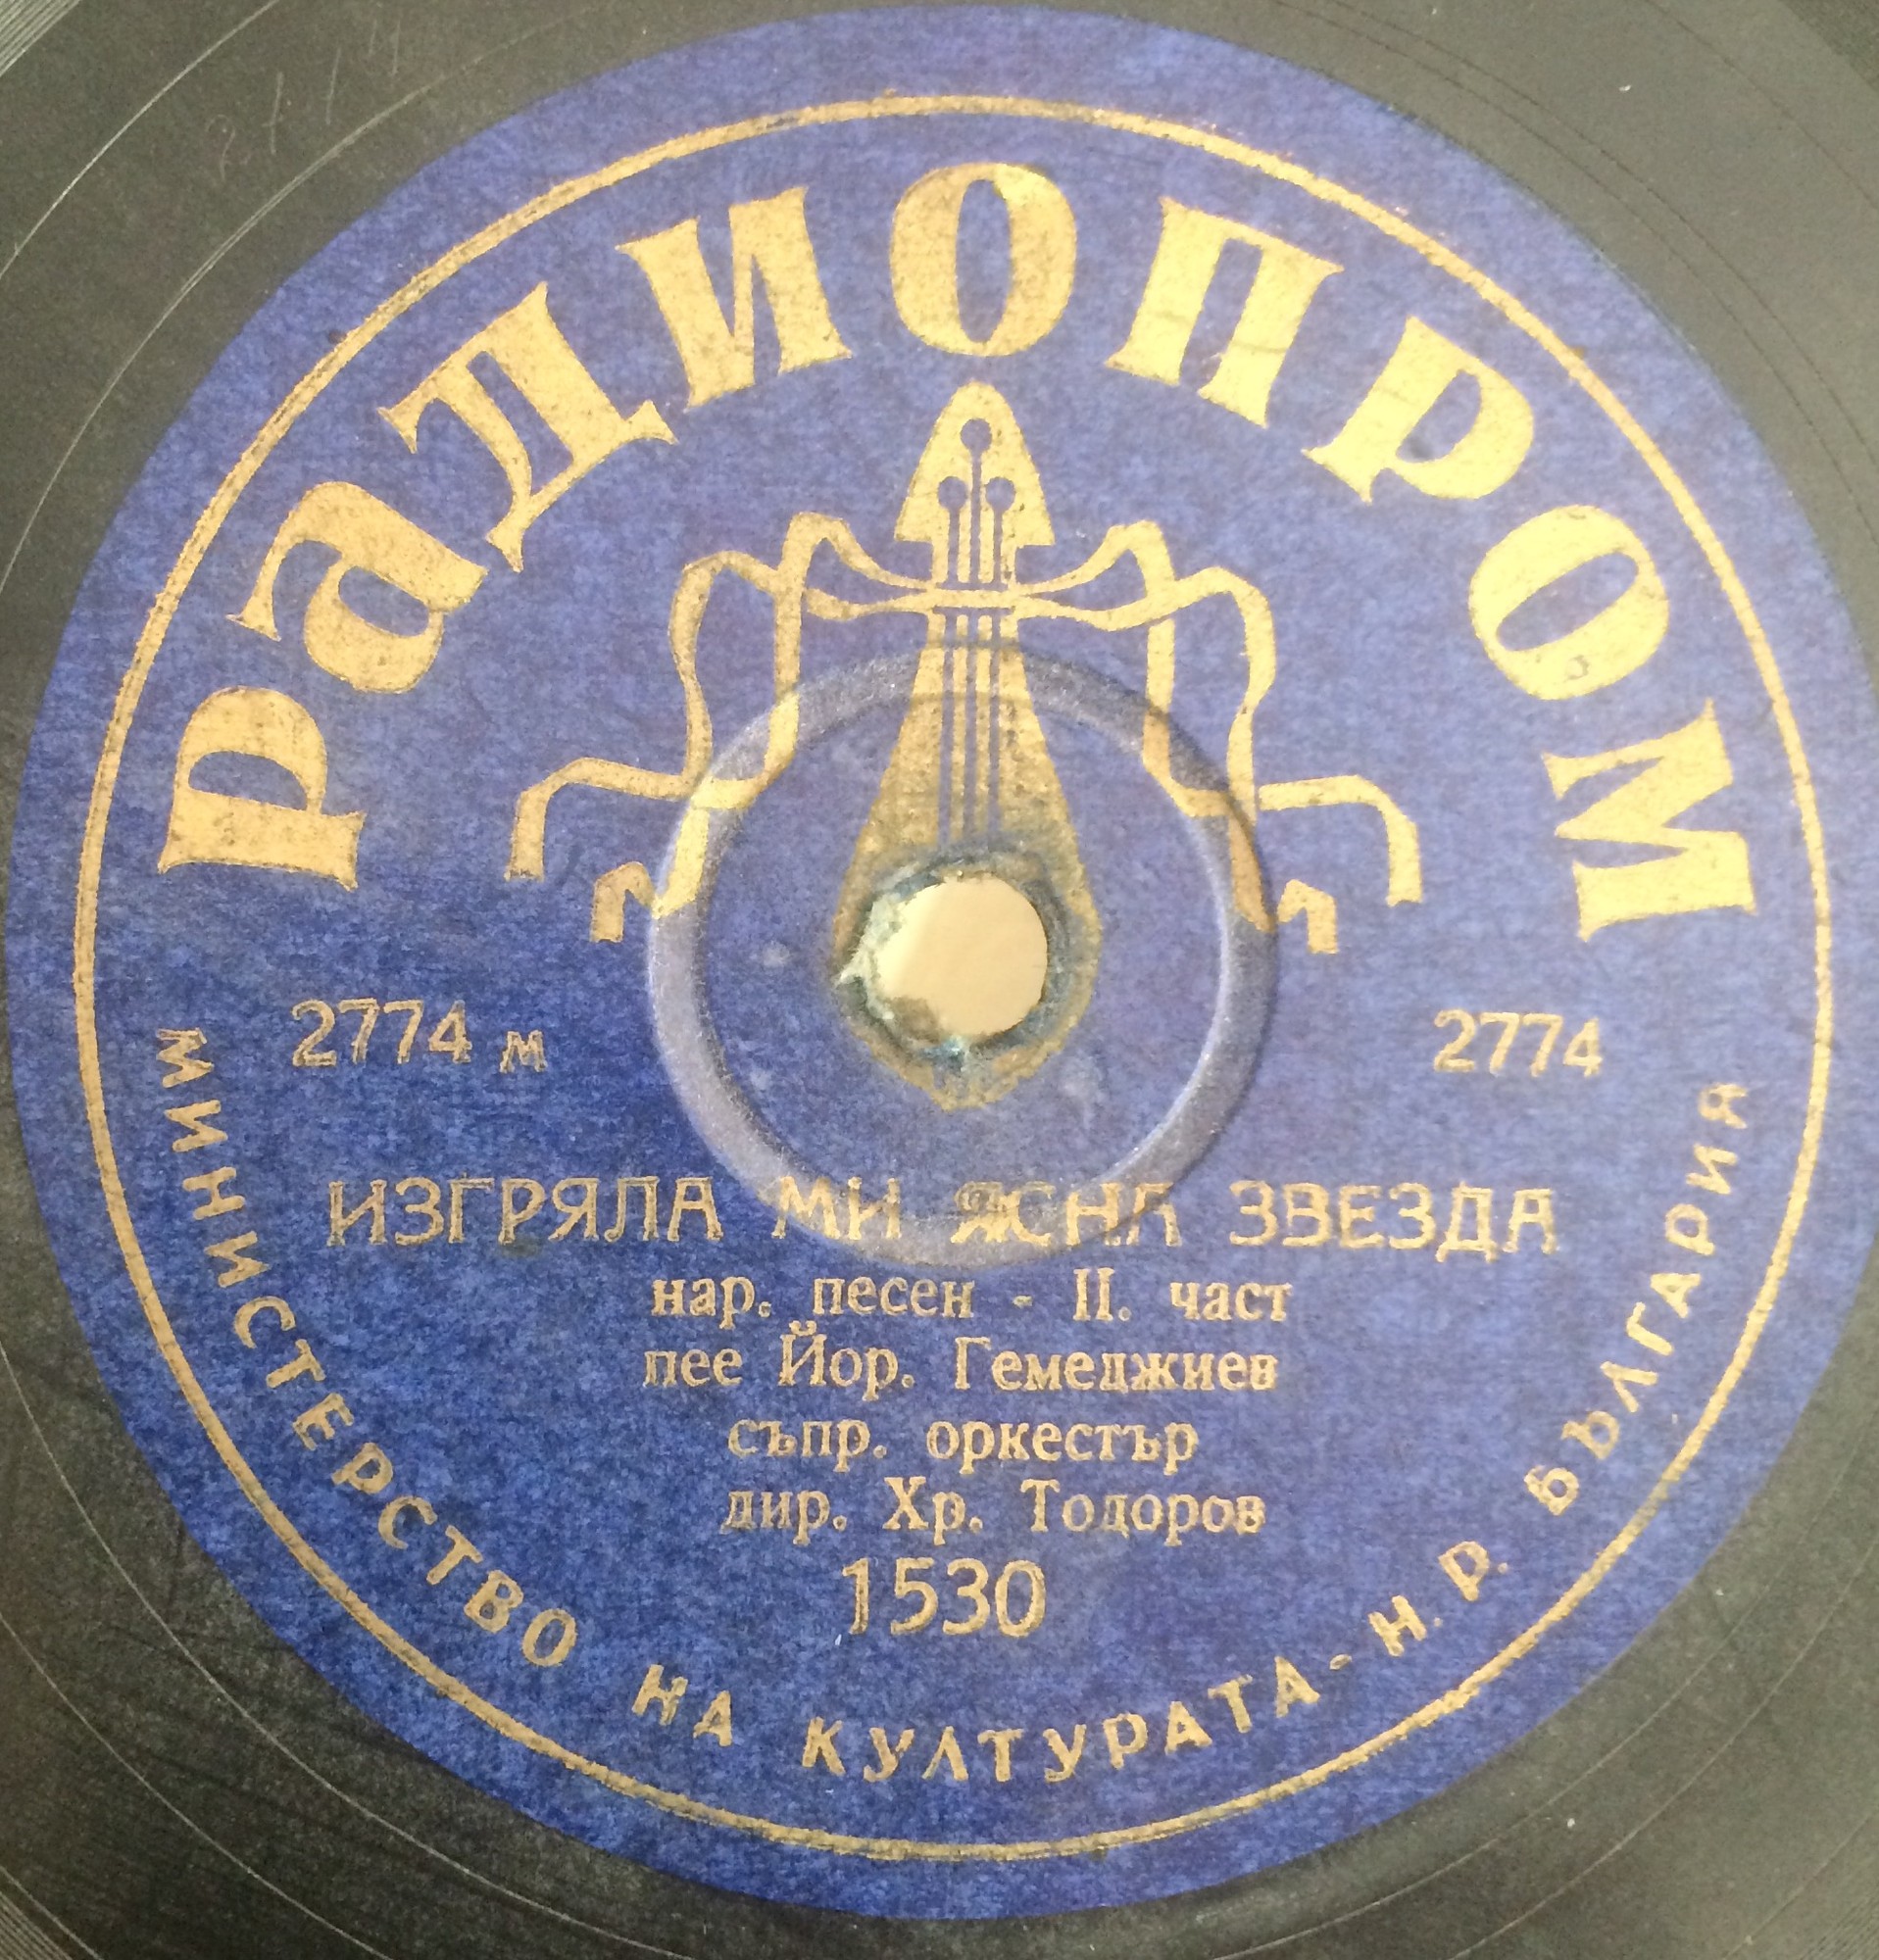 РАДИОПРОМ
2774 м
2774
ИЗГРЯЛА МИ ЯСНА ЗВЕЗДА
нар. песен - II. част
пее Йор. Гемеджиев
съпр. оркестър
дир. Хр. Тодоров
1530
МИНИСТЕРСТВО НА КУЛТУРАТА - Н. Р. БЪЛГАРИЯ